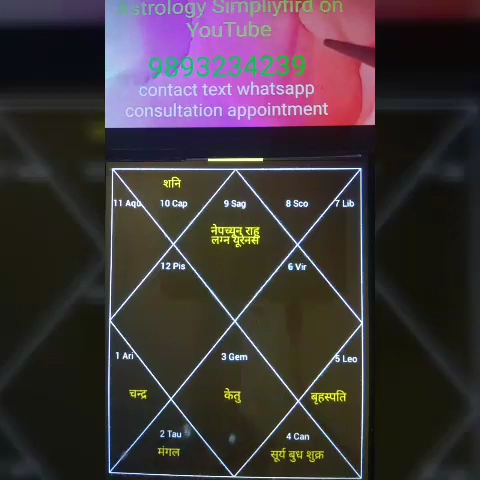 Astrology Simpliyfird on
YouTube
9893234239
contact text whatsapp
consultation appointment
शनि
11 Aqu 10 Cap 9 Sag 8 Sco 7 Lib
नेपच्यून राहू
लग्न यूरेनस
12 Pis 6 Vir
1 Ari 3 Gem 5 Leo
चन्द्र केतु बृहस्पति
2 Tau 4 Can
मंगल सूर्य बुध शुक्र